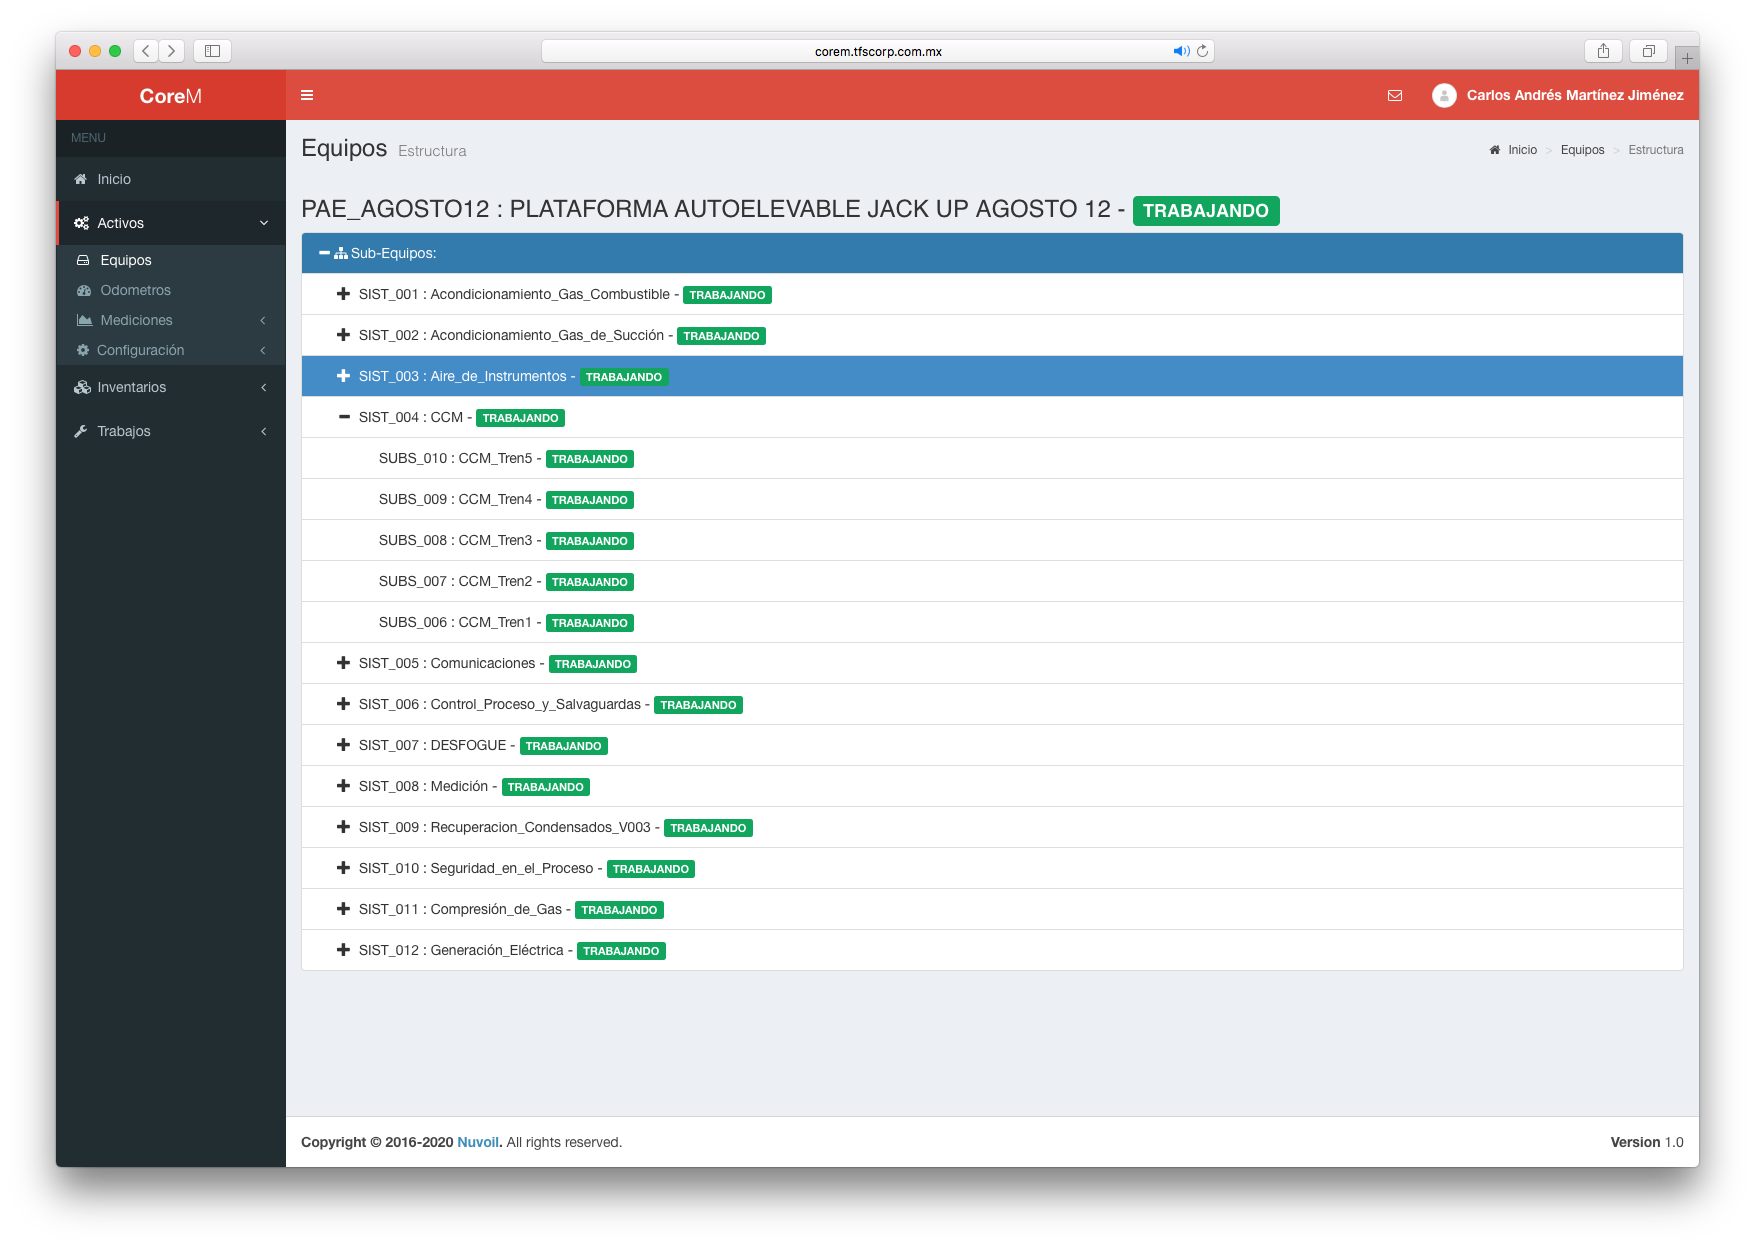 corem.tfscorp.com.mx
CoreM
Carlos Andrés Martínez Jiménez
MENU
Inicio
Activos
Equipos
Odometros
Mediciones
Configuración
Inventarios
Trabajos
Equipos Estructura
Inicio > Equipos > Estructura
PAE_AGOSTO12 : PLATAFORMA AUTOELEVABLE JACK UP AGOSTO 12 - TRABAJANDO
Sub-Equipos:
SIST_001 : Acondicionamiento_Gas_Combustible - TRABAJANDO
SIST_002 : Acondicionamiento_Gas_de_Succión - TRABAJANDO
SIST_003 : Aire_de_Instrumentos - TRABAJANDO
SIST_004 : CCM - TRABAJANDO
SUBS_010 : CCM_Tren5 - TRABAJANDO
SUBS_009 : CCM_Tren4 - TRABAJANDO
SUBS_008 : CCM_Tren3 - TRABAJANDO
SUBS_007 : CCM_Tren2 - TRABAJANDO
SUBS_006 : CCM_Tren1 - TRABAJANDO
SIST_005 : Comunicaciones - TRABAJANDO
SIST_006 : Control_Proceso_y_Salvaguardas - TRABAJANDO
SIST_007 : DESFOGUE - TRABAJANDO
SIST_008 : Medición - TRABAJANDO
SIST_009 : Recuperacion_Condensados_V003 - TRABAJANDO
SIST_010 : Seguridad_en_el_Proceso - TRABAJANDO
SIST_011 : Compresión_de_Gas - TRABAJANDO
SIST_012 : Generación_Eléctrica - TRABAJANDO
Copyright © 2016-2020 Nuvoil. All rights reserved.
Version 1.0